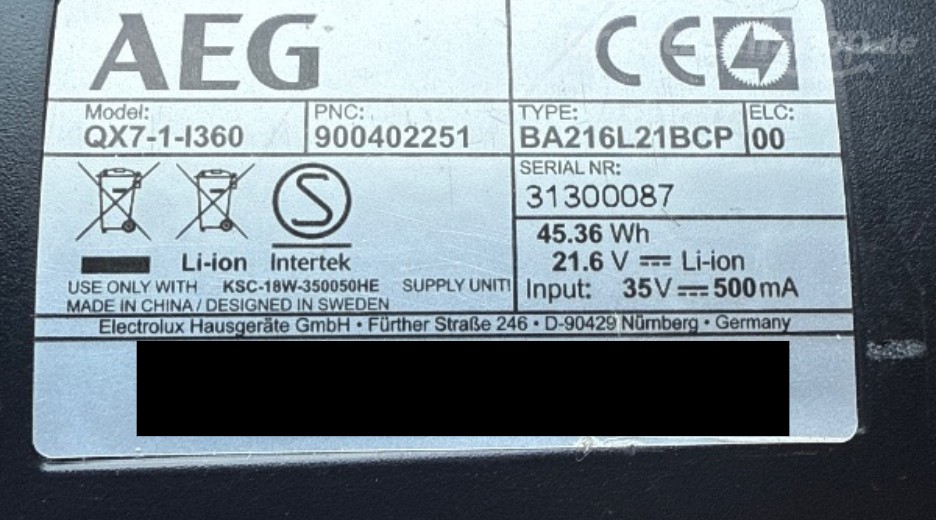 AEG CE
Model: PNC: TYPE: ELC:
QX7-1-I360 900402251 BA216L21BCP 00
SERIAL NR:
31300087
45.36 Wh
21.6 V Li-ion
Input: 35V 500mA
Li-ion Intertek
USE ONLY WITH KSC-18W-350050HE SUPPLY UNIT!
MADE IN CHINA / DESIGNED IN SWEDEN
Electrolux Hausgeräte GmbH • Fürther Straße 246 • D-90429 Nürnberg • Germany